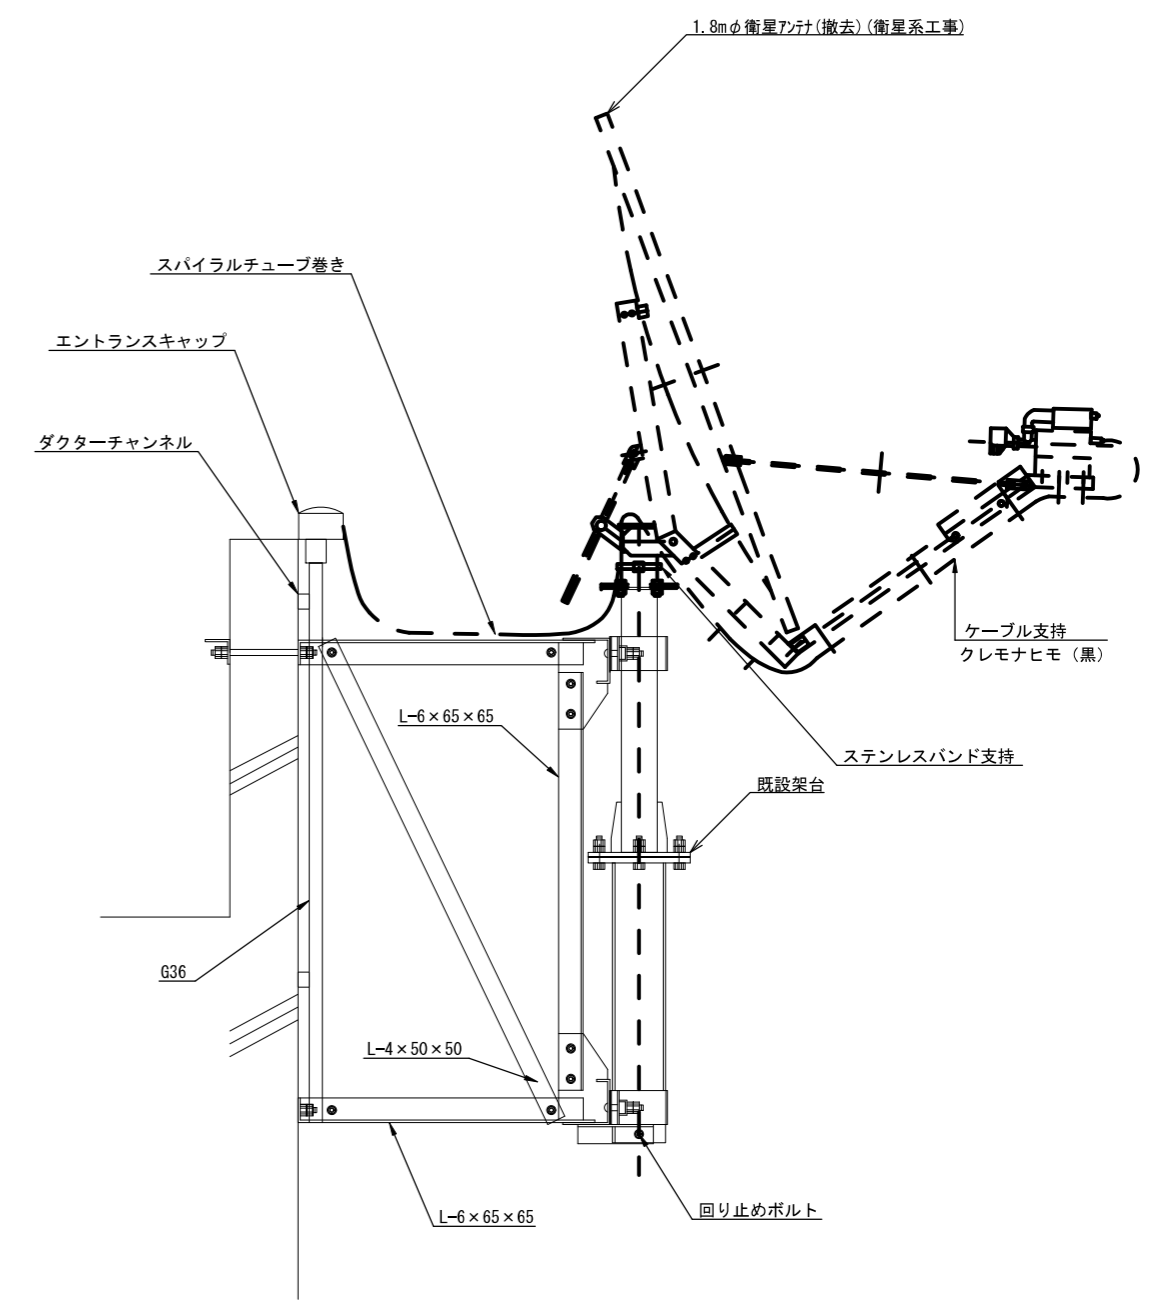 1.8mφ衛星ｱﾝﾃﾅ(撤去)(衛星系工事)
スパイラルチューブ巻き
エントランスキャップ
ダクターチャンネル
ケーブル支持
クレモナヒモ（黒）
L-6×65×65
ステンレスバンド支持
既設架台
G36
L-4×50×50
L-6×65×65
回り止めボルト